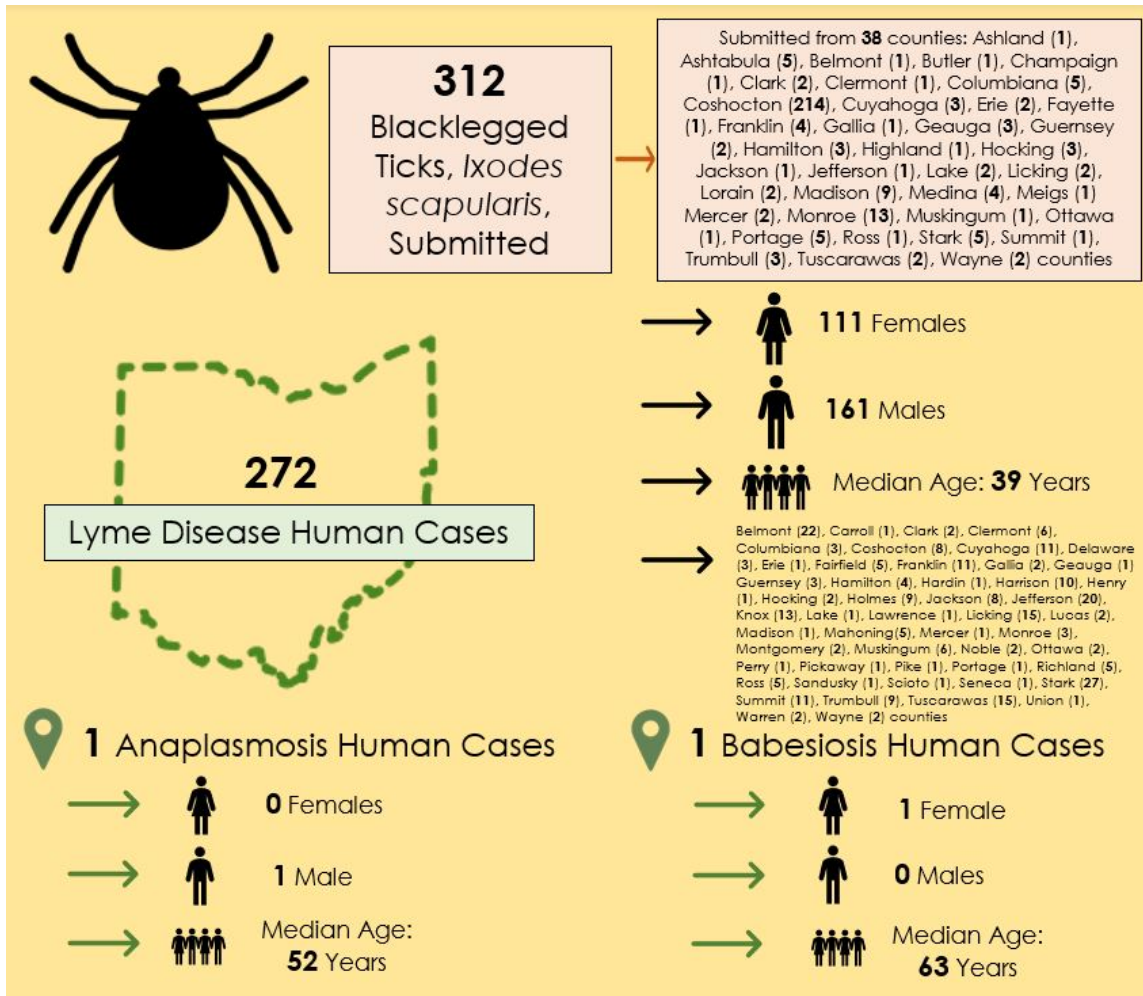 312
Blacklegged
Ticks, Ixodes
scapularis,
Submitted
Submitted from 38 counties: Ashland (1),
Ashtabula (5), Belmont (1), Butler (1), Champaign
(1), Clark (2), Clermont (1), Columbiana (5),
Coshocton (214), Cuyahoga (3), Erie (2), Fayette
(1), Franklin (4), Gallia (1), Geauga (3), Guernsey
(2), Hamilton (3), Highland (1), Hocking (3),
Jackson (1), Jefferson (1), Lake (2), Licking (2),
Lorain (2), Madison (9), Medina (4), Meigs (1)
Mercer (2), Monroe (13), Muskingum (1), Ottawa
(1), Portage (5), Ross (1), Stark (5), Summit (1),
Trumbull (3), Tuscarawas (2), Wayne (2) counties
272
Lyme Disease Human Cases
111 Females
161 Males
Median Age: 39 Years
Belmont (22), Carroll (1), Clark (2), Clermont (6),
Columbiana (3), Coshocton (8), Cuyahoga (11), Delaware
(3), Erie (1), Fairfield (5), Franklin (11), Gallia (2), Geauga (1)
Guernsey (3), Hamilton (4), Hardin (1), Harrison (10), Henry
(1), Hocking (2), Holmes (9), Jackson (8), Jefferson (20),
Knox (13), Lake (1), Lawrence (1), Licking (15), Lucas (2),
Madison (1), Mahoning(5), Mercer (1), Monroe (3),
Montgomery (2), Muskingum (6), Noble (2), Ottawa (2),
Perry (1), Pickaway (1), Pike (1), Portage (1), Richland (5),
Ross (5), Sandusky (1), Scioto (1), Seneca (1), Stark (27),
Summit (11), Trumbull (9), Tuscarawas (15), Union (1),
Warren (2), Wayne (2) counties
1 Anaplasmosis Human Cases
0 Females
1 Male
Median Age:
52 Years
1 Babesiosis Human Cases
1 Female
0 Males
Median Age:
63 Years